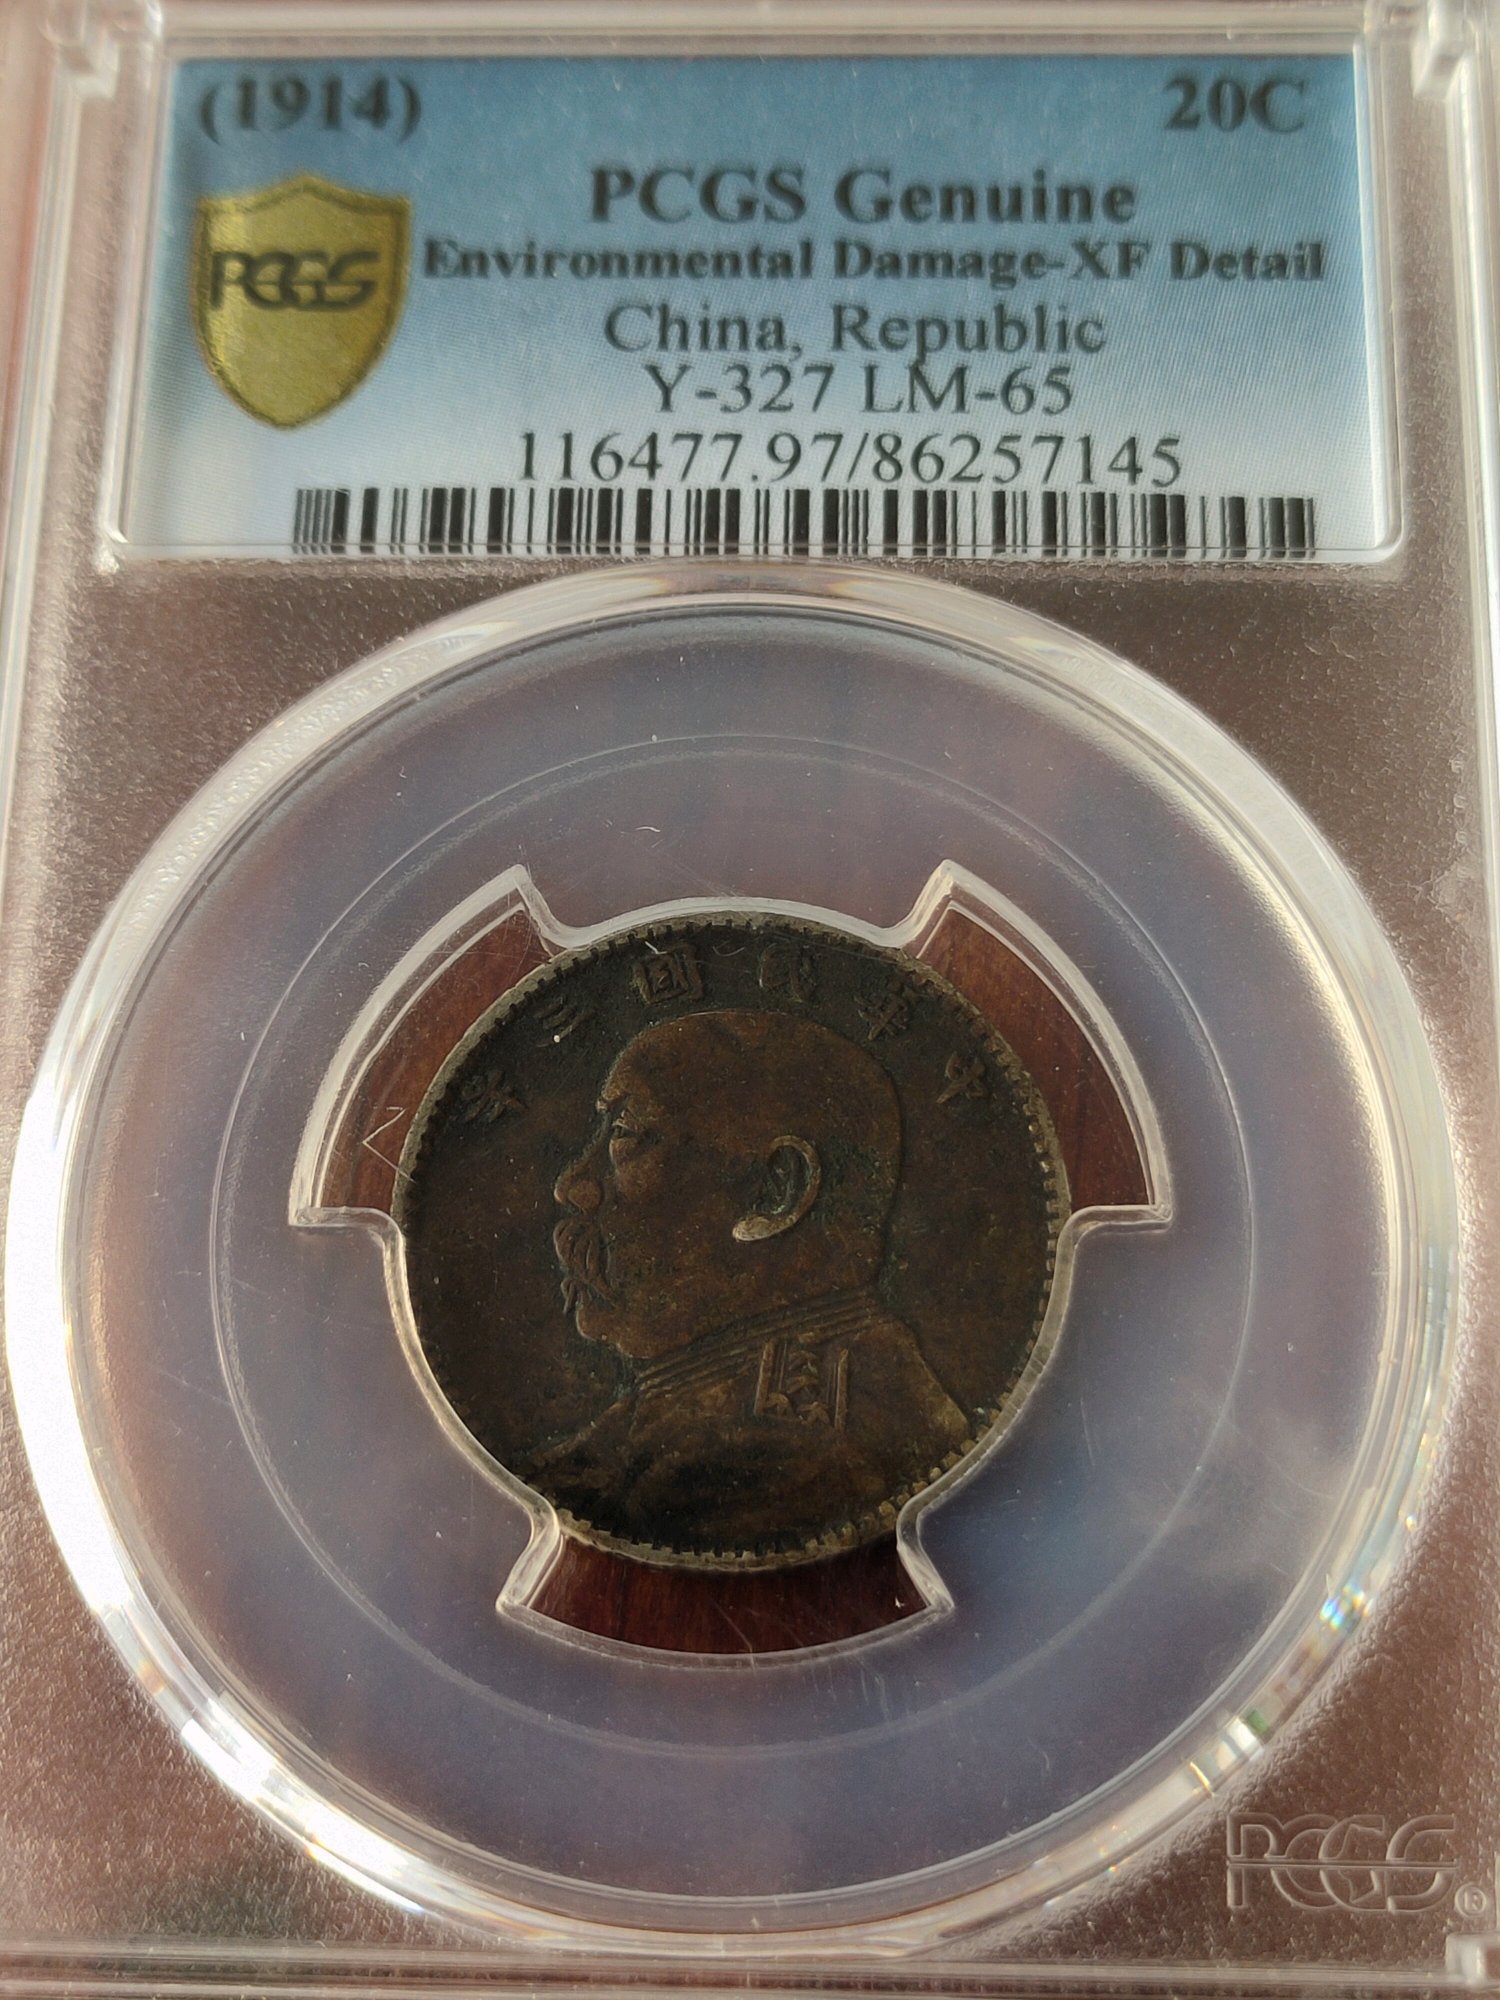 (1914) 20C
PCGS Genuine
PCGS
Environmental Damage-XF Detail
China, Republic
Y-327 LM-65
116477.97/86257145
年三國民華中
PCGS®